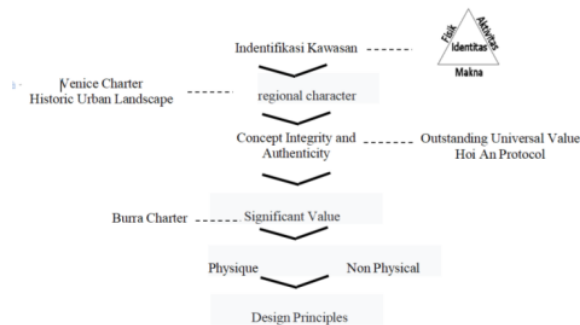 Fisik
Aktivitas
Identitas
Makna
Indentifikasi Kawasan
Venice Charter
Historic Urban Landscape
regional character
Concept Integrity and
Authenticity
Outstanding Universal Value
Hoi An Protocol
Burra Charter
Significant Value
Physique
Non Physical
Design Principles